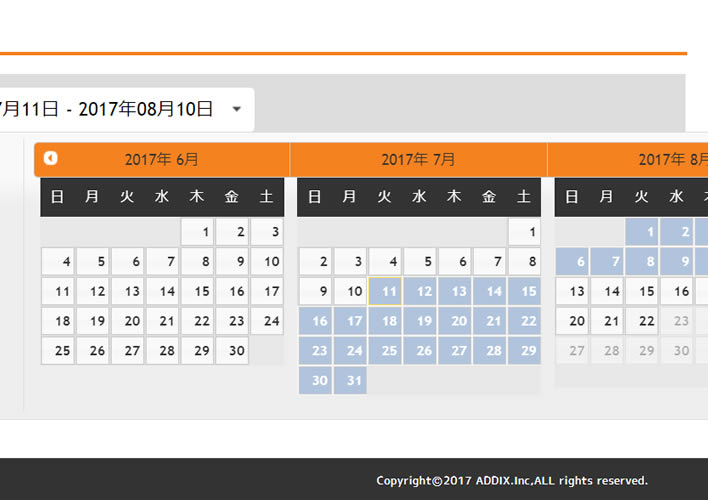 7月11日 - 2017年08月10日
2017年 6月 2017年 7月 2017年 8月
日 月 火 水 木 金 土 日 月 火 水 木 金 土 日 月 火 水
1 2 3 1 1 2
4 5 6 7 8 9 10 2 3 4 5 6 7 8 6 7 8 9
11 12 13 14 15 16 17 9 10 11 12 13 14 15 13 14 15 16
18 19 20 21 22 23 24 16 17 18 19 20 21 22 20 21 22 23
25 26 27 28 29 30 23 24 25 26 27 28 29 27 28 29 30
30 31
Copyright©2017 ADDIX.Inc,ALL rights reserved.